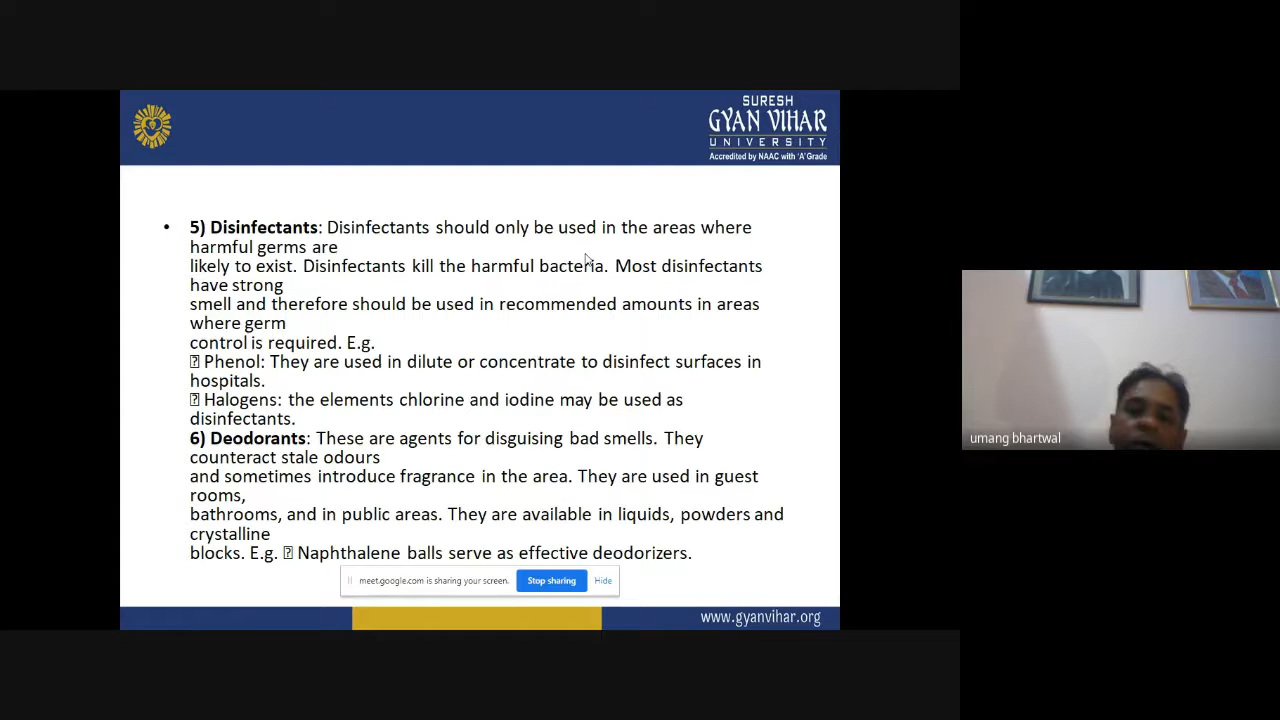 SURESH
GYAN VIHAR
UNIVERSITY
Accredited by NAAC with 'A' Grade
• 5) Disinfectants: Disinfectants should only be used in the areas where
harmful germs are
likely to exist. Disinfectants kill the harmful bacteria. Most disinfectants
have strong
smell and therefore should be used in recommended amounts in areas
where germ
control is required. E.g.
Phenol: They are used in dilute or concentrate to disinfect surfaces in
hospitals.
Halogens: the elements chlorine and iodine may be used as
disinfectants.
6) Deodorants: These are agents for disguising bad smells. They
counteract stale odours
and sometimes introduce fragrance in the area. They are used in guest
rooms,
bathrooms, and in public areas. They are available in liquids, powders and
crystalline
blocks. E.g. Naphthalene balls serve as effective deodorizers.
meet.google.com is sharing your screen. Stop sharing Hide
www.gyanvihar.org
umang bhartwal